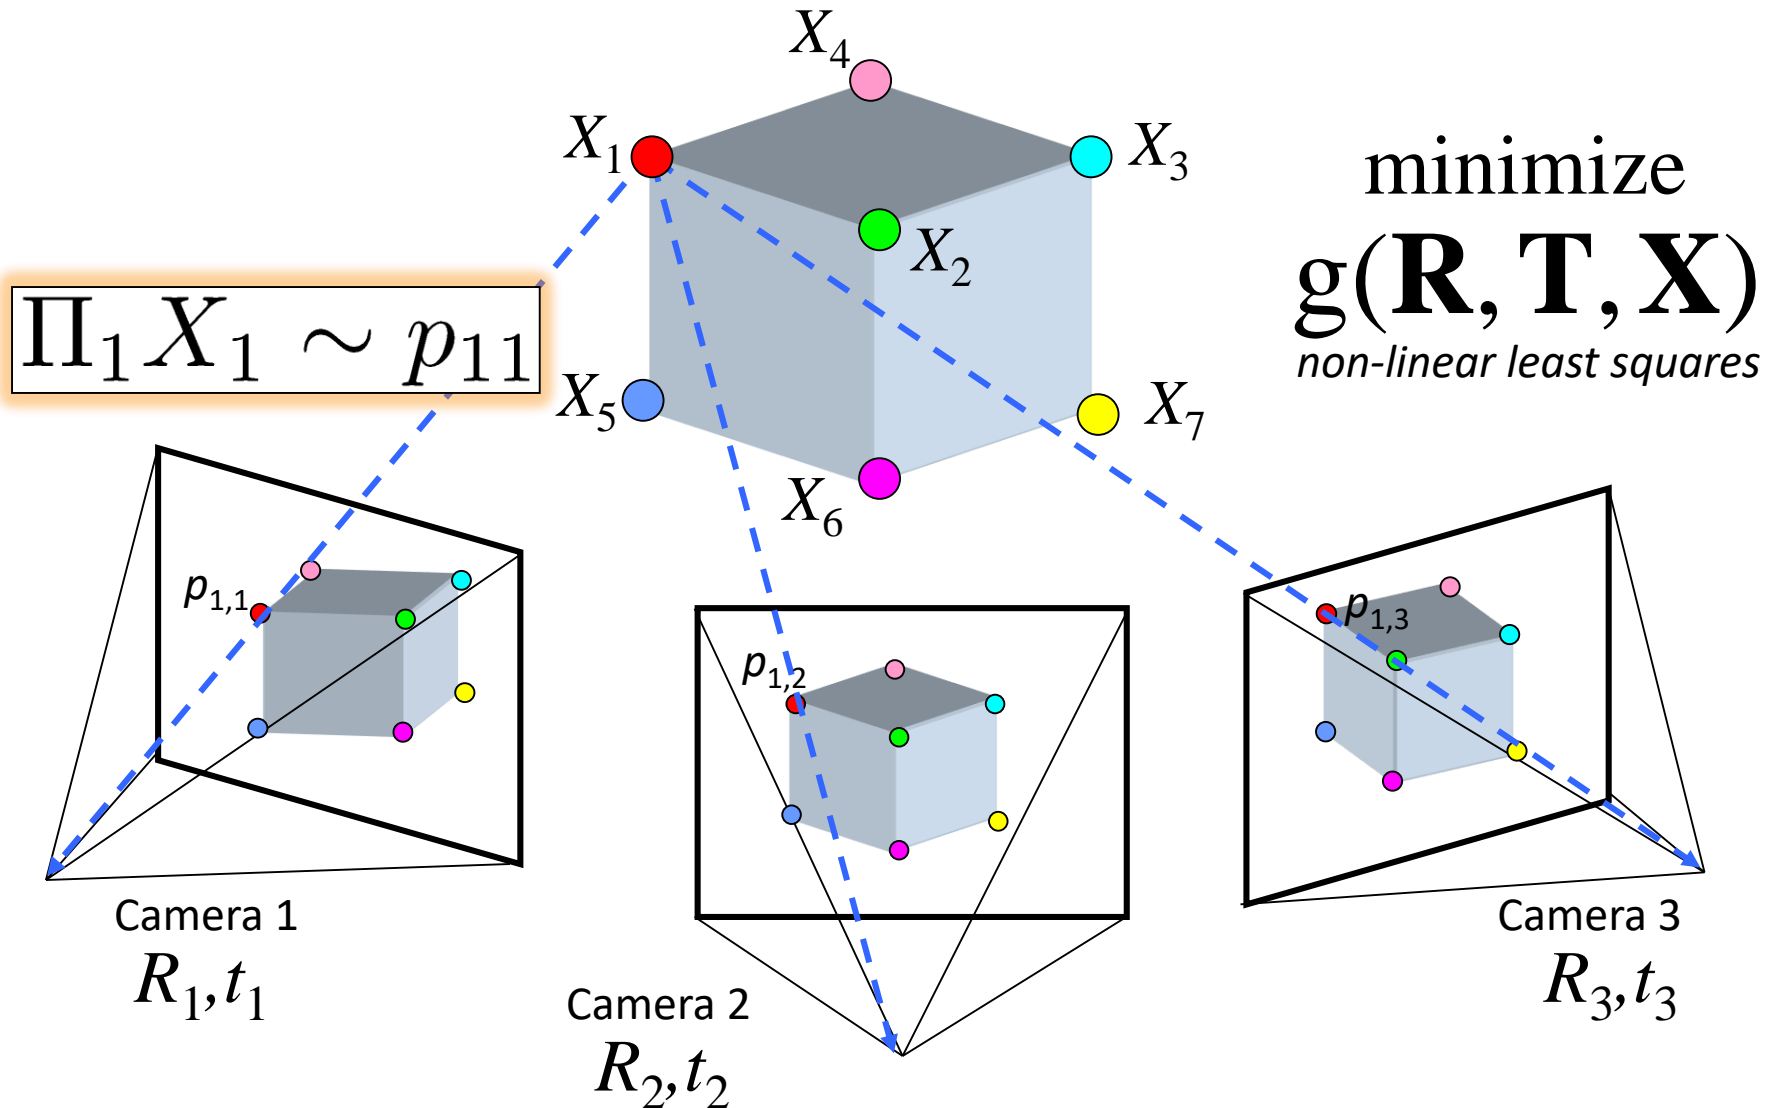 X₄
X₁
X₃
X₂
minimize
g(R, T, X)
non-linear least squares
Π₁X₁ ∼ p₁₁
X₅
X₇
X₆
p₁,₁
p₁,₂
p₁,₃
Camera 1
R₁,t₁
Camera 2
R₂,t₂
Camera 3
R₃,t₃